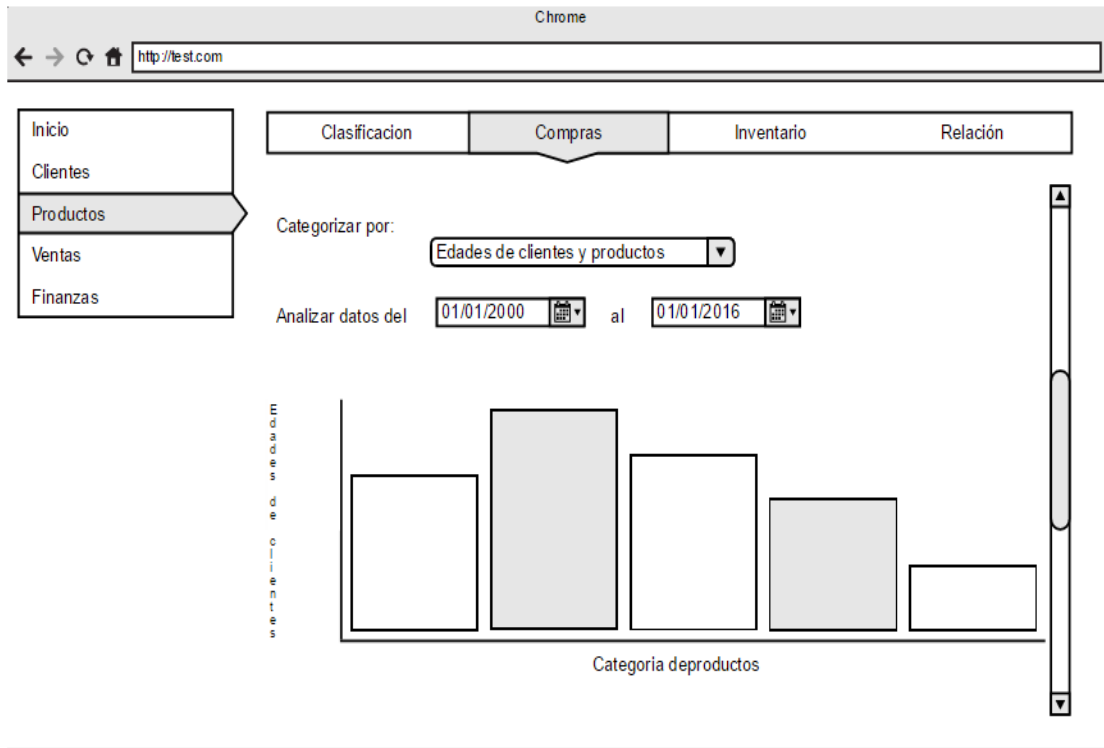 Chrome
http://test.com
Inicio
Clientes
Productos
Ventas
Finanzas
Clasificacion
Compras
Inventario
Relación
Categorizar por:
Edades de clientes y productos
Analizar datos del
01/01/2000
al
01/01/2016
Edades de clientes
Categoria deproductos